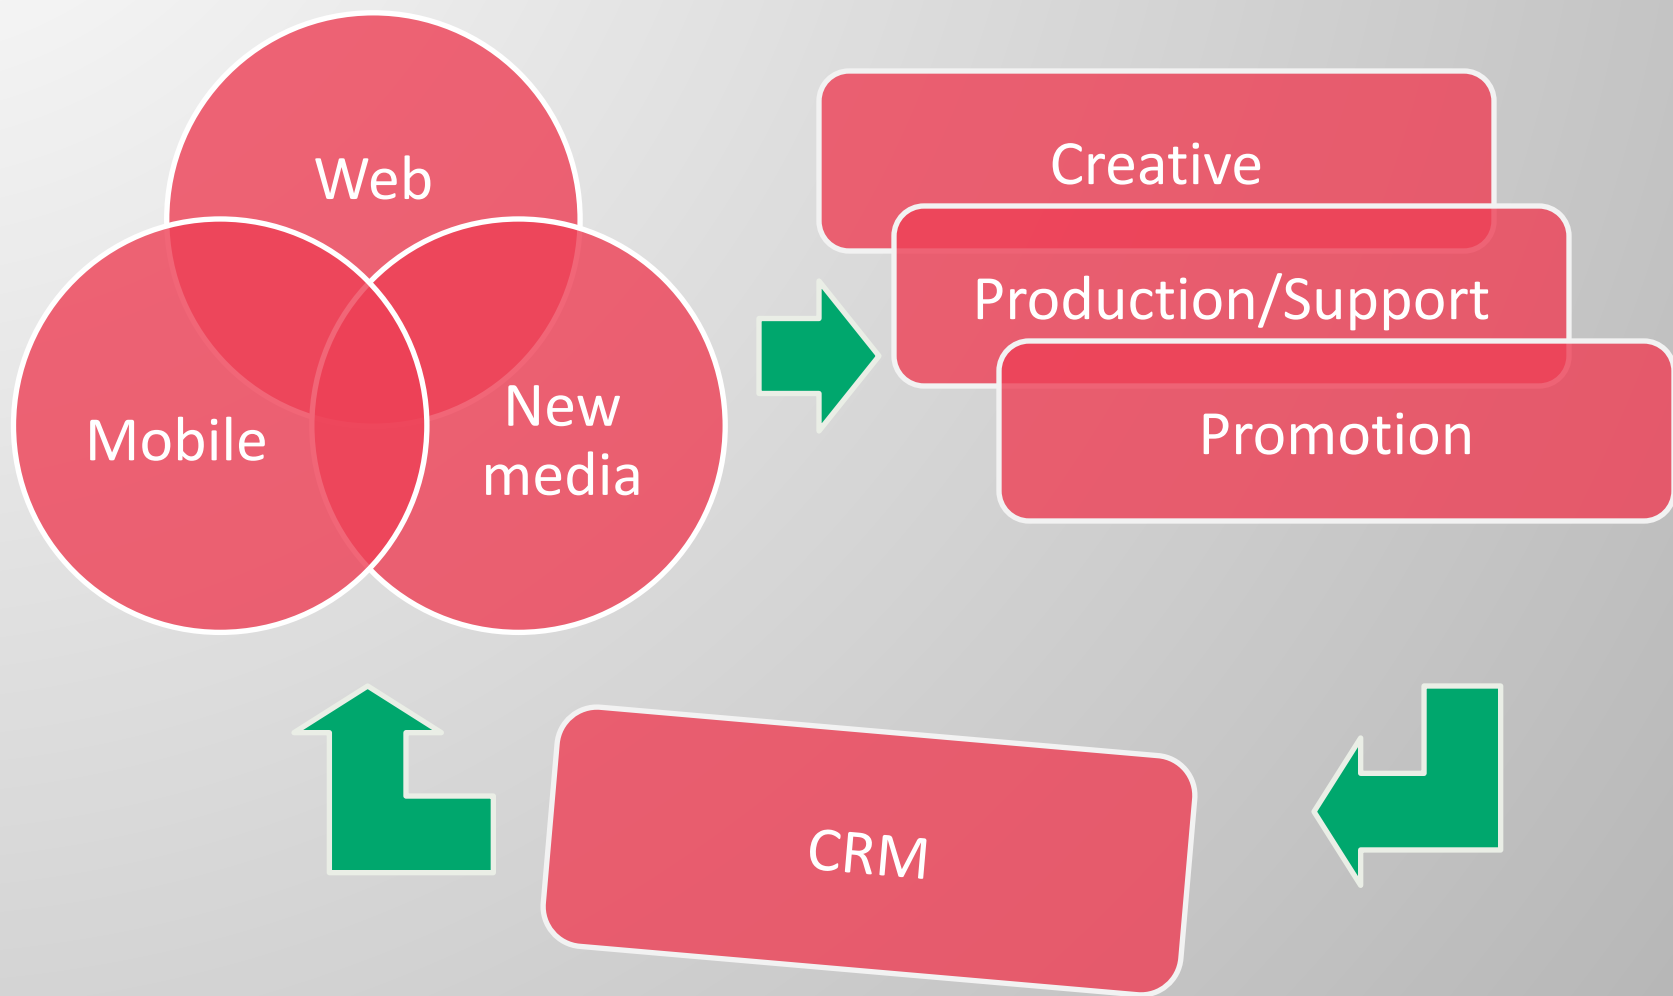 Web
Mobile
New
media
Creative
Production/Support
Promotion
CRM